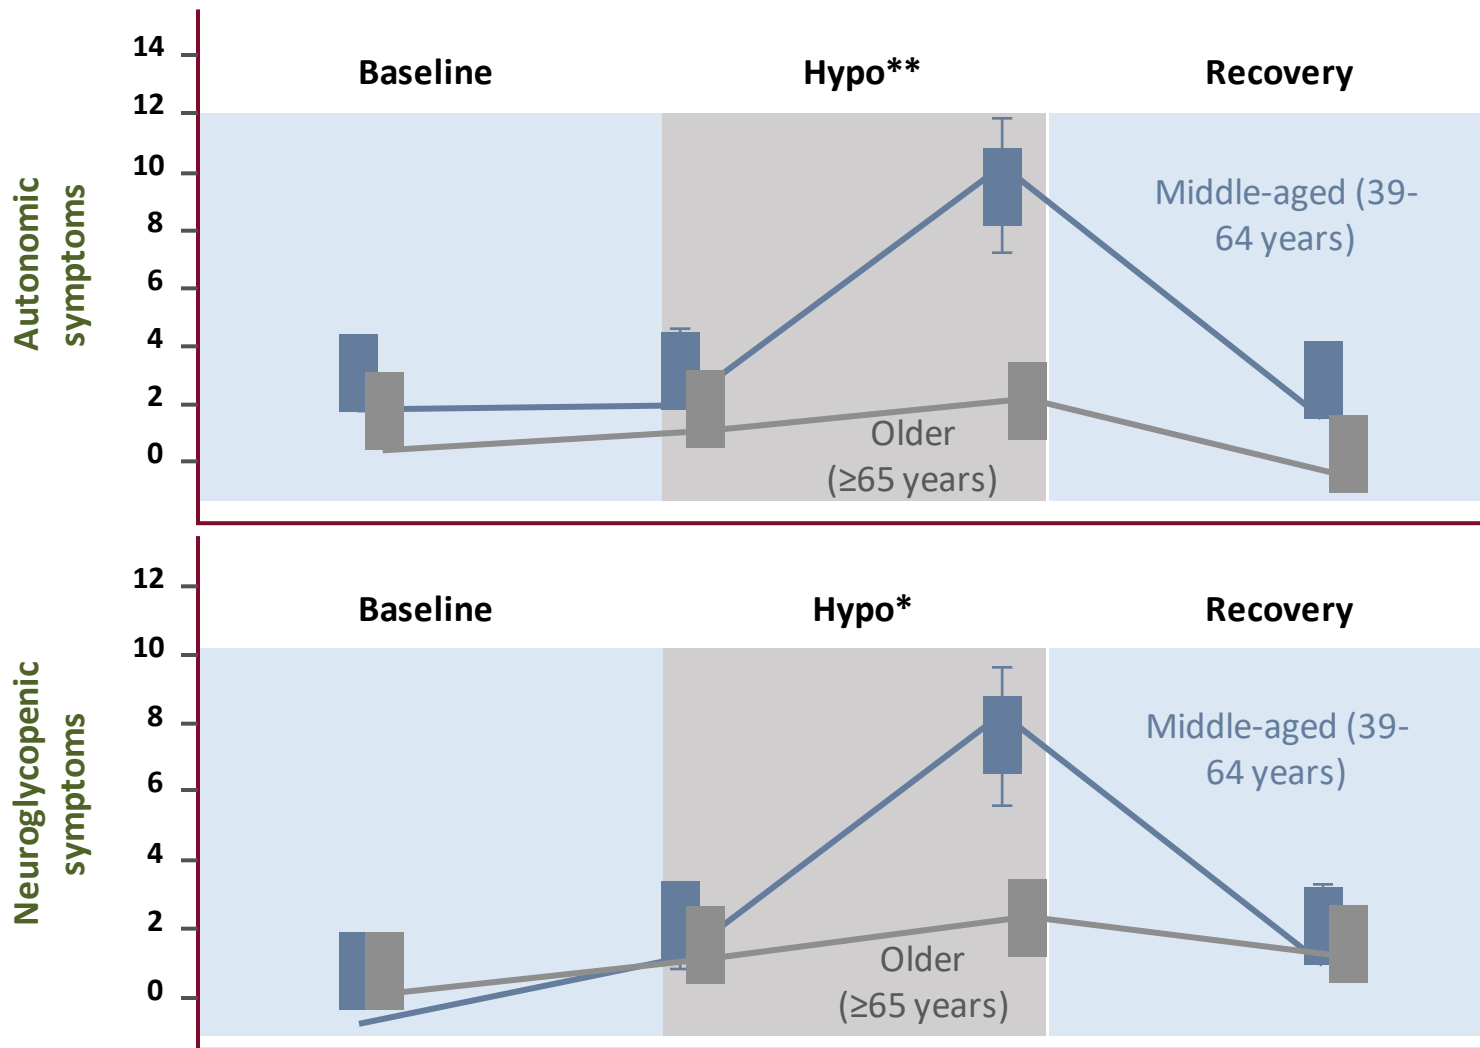 14
Baseline
Hypo**
Recovery
12
10
8
6
4
2
0
Autonomic
symptoms
Middle-aged (39-
64 years)
Older
(≥65 years)
12
Baseline
Hypo*
Recovery
10
8
6
4
2
0
Neuroglycopenic
symptoms
Middle-aged (39-
64 years)
Older
(≥65 years)